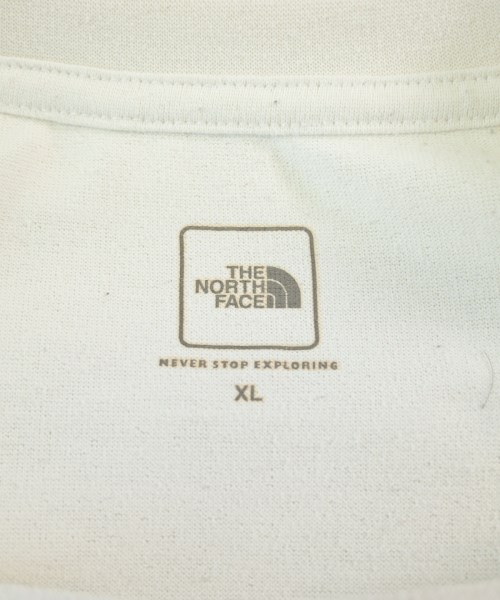 THE
NORTH
FACE
NEVER STOP EXPLORING
XL